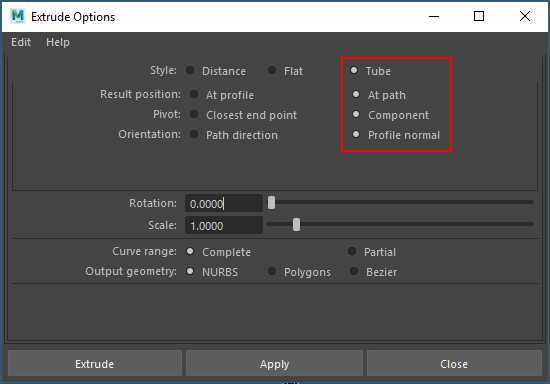 M Extrude Options
Edit Help
Style: Distance Flat Tube
Result position: At profile At path
Pivot: Closest end point Component
Orientation: Path direction Profile normal
Rotation: 0.0000
Scale: 1.0000
Curve range: Complete Partial
Output geometry: NURBS Polygons Bezier
Extrude Apply Close